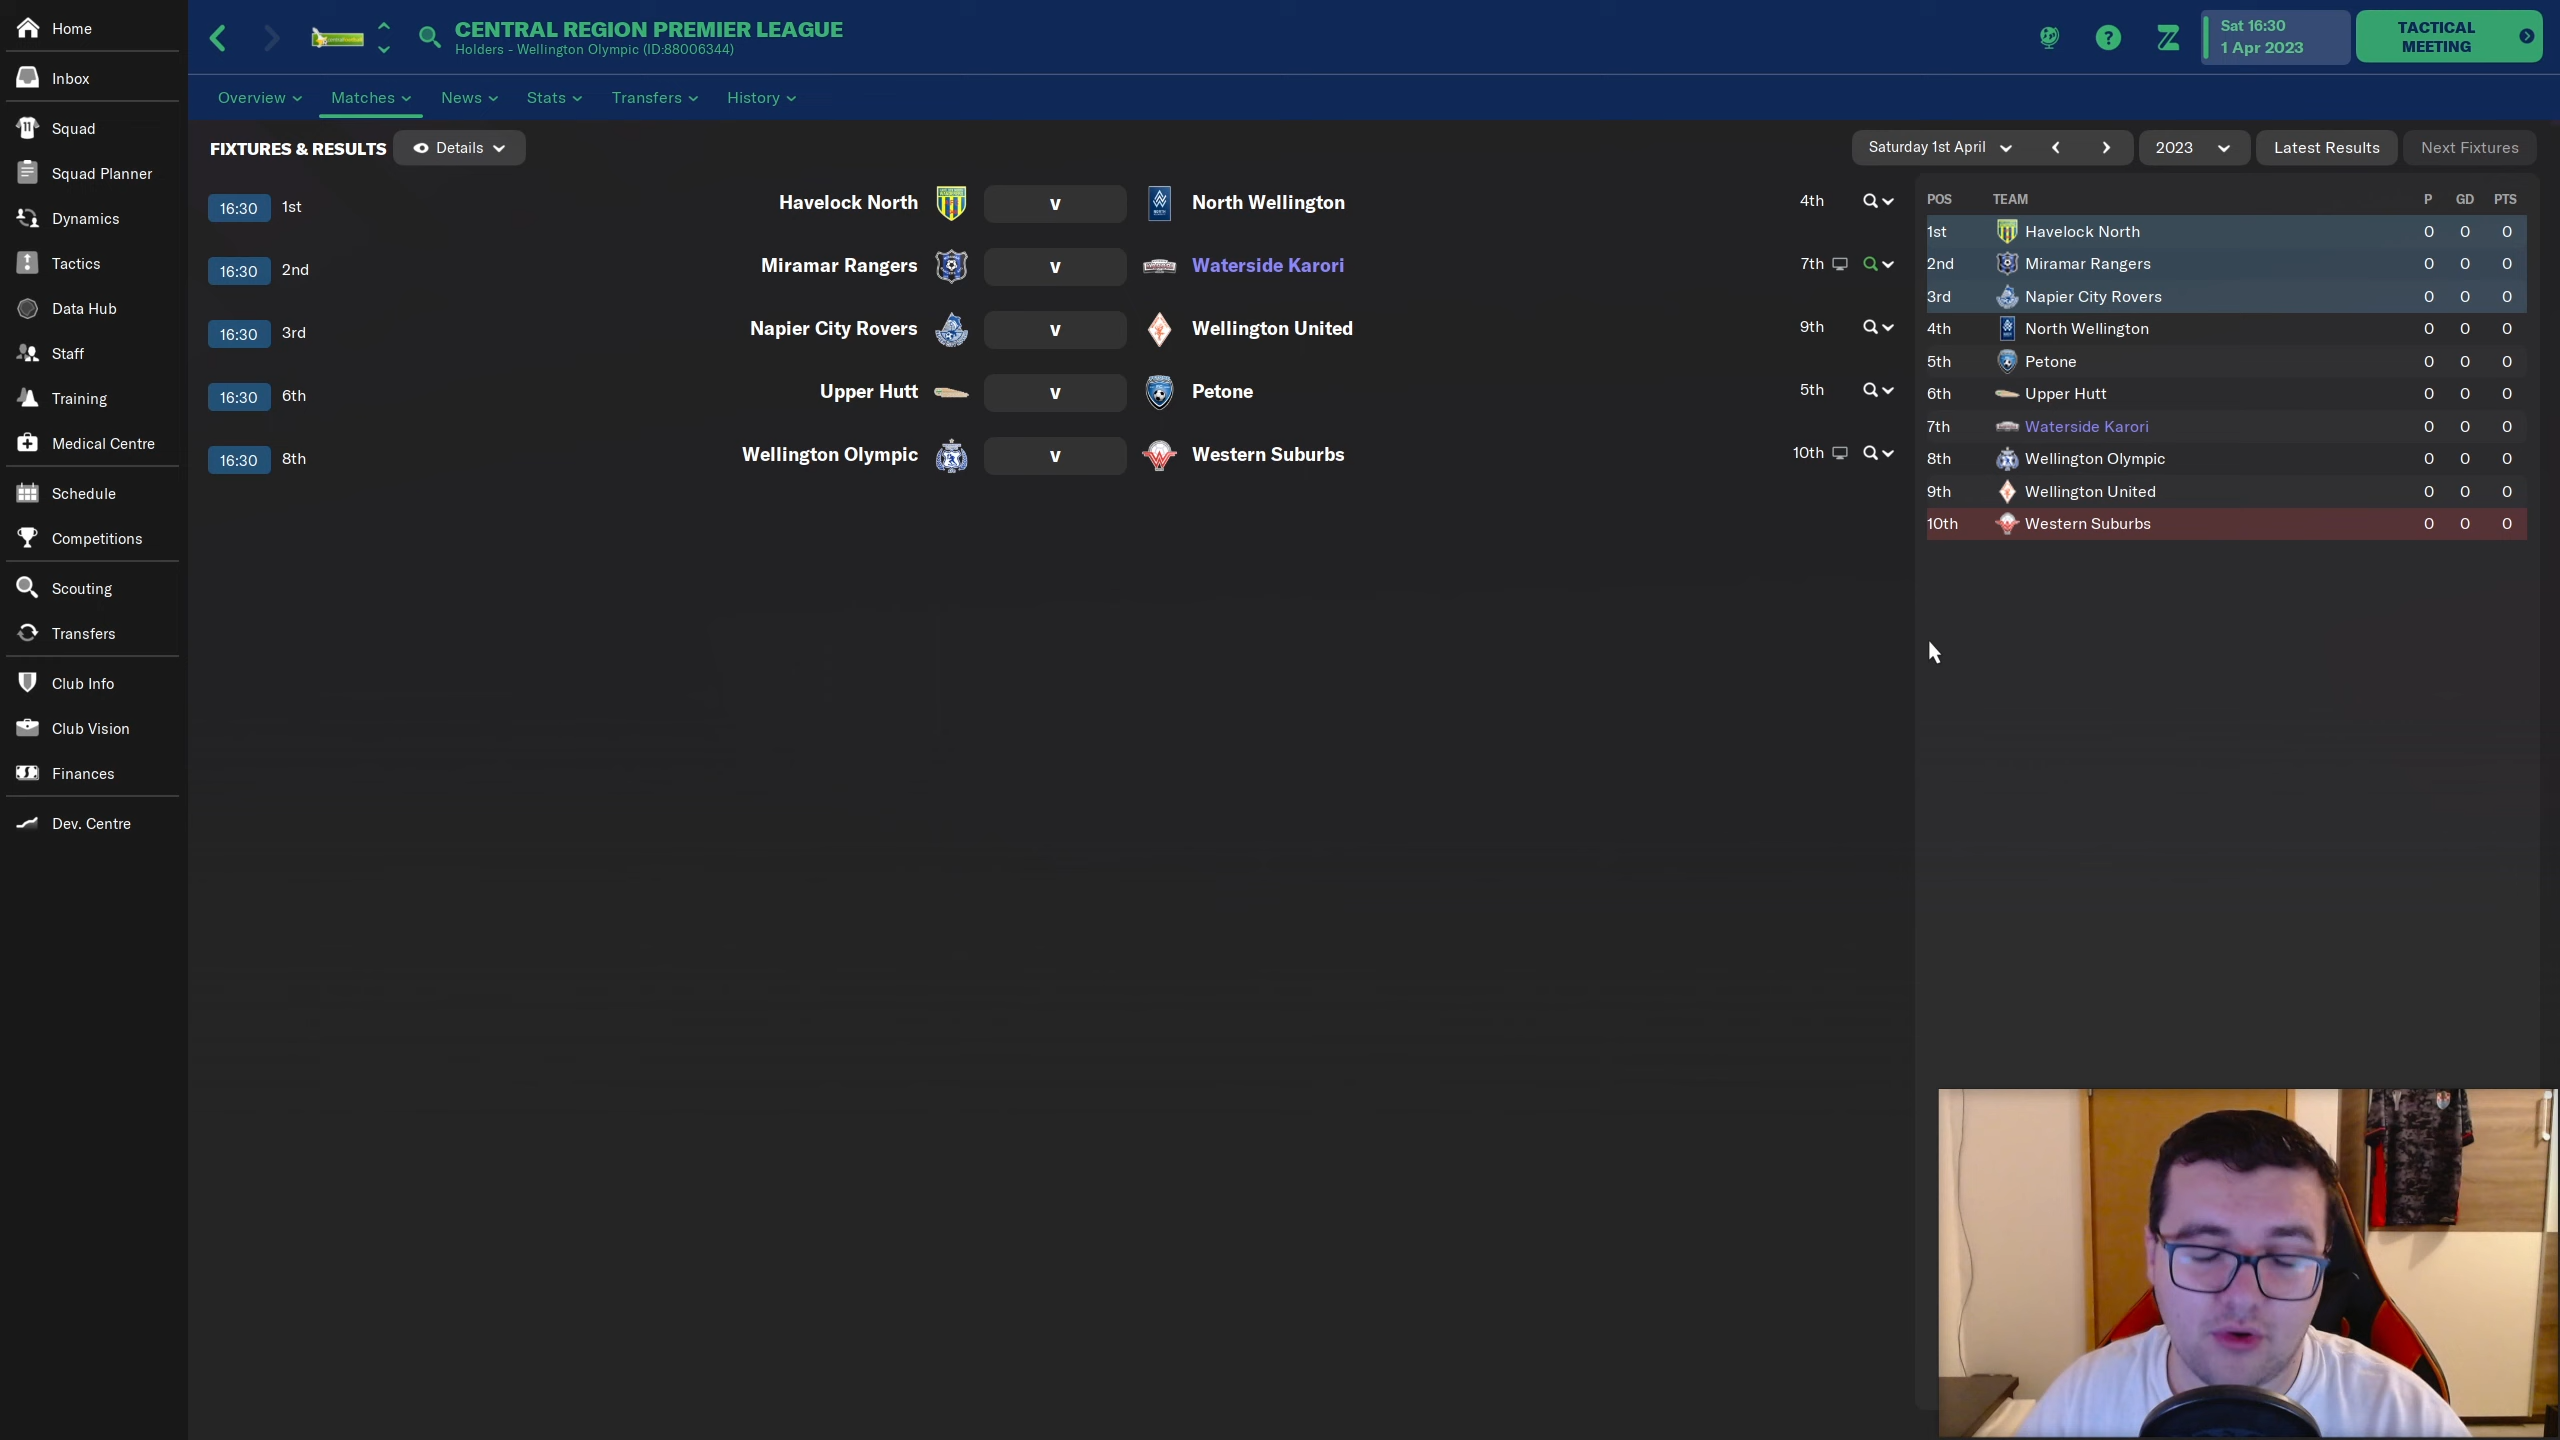 Home
Inbox
Squad
Squad Planner
Dynamics
Tactics
Data Hub
Staff
Training
Medical Centre
Schedule
Competitions
Scouting
Transfers
Club Info
Club Vision
Finances
Dev. Centre
CENTRAL REGION PREMIER LEAGUE
Holders - Wellington Olympic (ID:88006344)
Sat 16:30
1 Apr 2023
TACTICAL
MEETING
Overview Matches News Stats Transfers History
FIXTURES & RESULTS Details Saturday 1st April 2023 Latest Results Next Fixtures
16:30 1st Havelock North v North Wellington 4th
16:30 2nd Miramar Rangers v Waterside Karori 7th
16:30 3rd Napier City Rovers v Wellington United 9th
16:30 6th Upper Hutt v Petone 5th
16:30 8th Wellington Olympic v Western Suburbs 10th
POS TEAM P GD PTS
1st Havelock North 0 0 0
2nd Miramar Rangers 0 0 0
3rd Napier City Rovers 0 0 0
4th North Wellington 0 0 0
5th Petone 0 0 0
6th Upper Hutt 0 0 0
7th Waterside Karori 0 0 0
8th Wellington Olympic 0 0 0
9th Wellington United 0 0 0
10th Western Suburbs 0 0 0